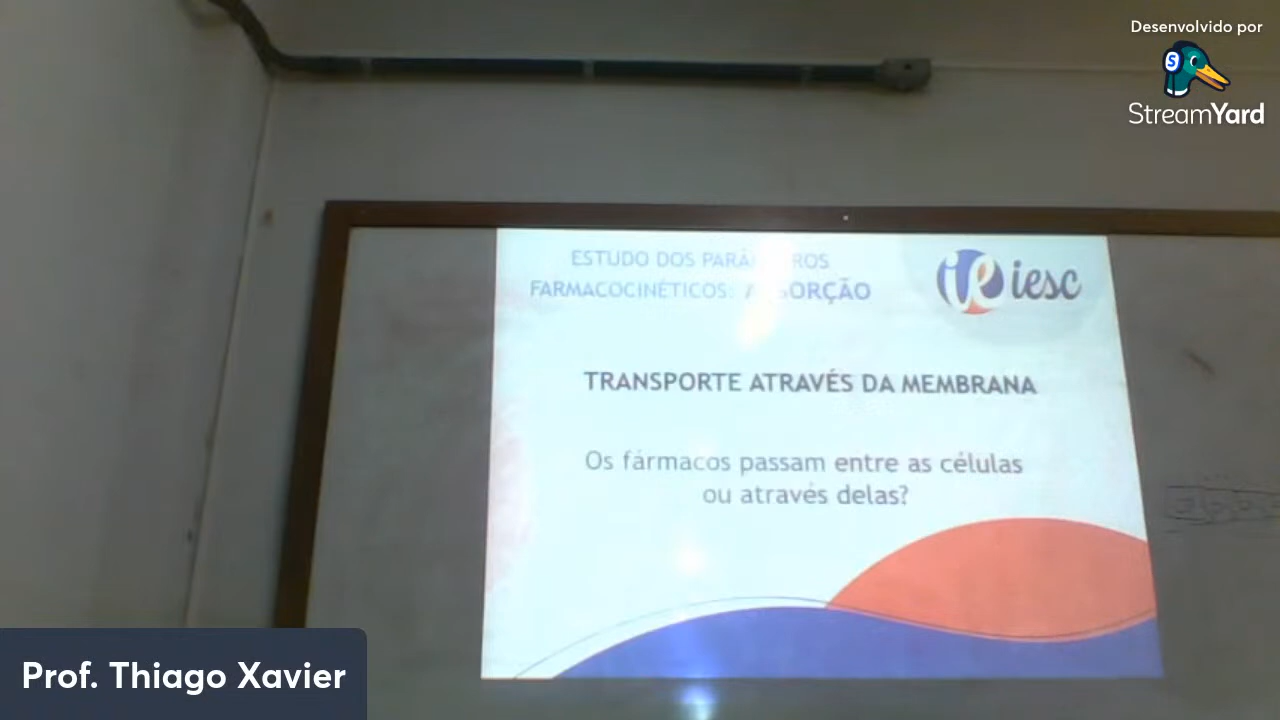 Desenvolvido por
StreamYard
ESTUDO DOS
FARMACOCINÉTICOS:
iesc
TRANSPORTE ATRAVÉS DA MEMBRANA
Os fármacos passam entre as células
ou através delas?
Prof. Thiago Xavier